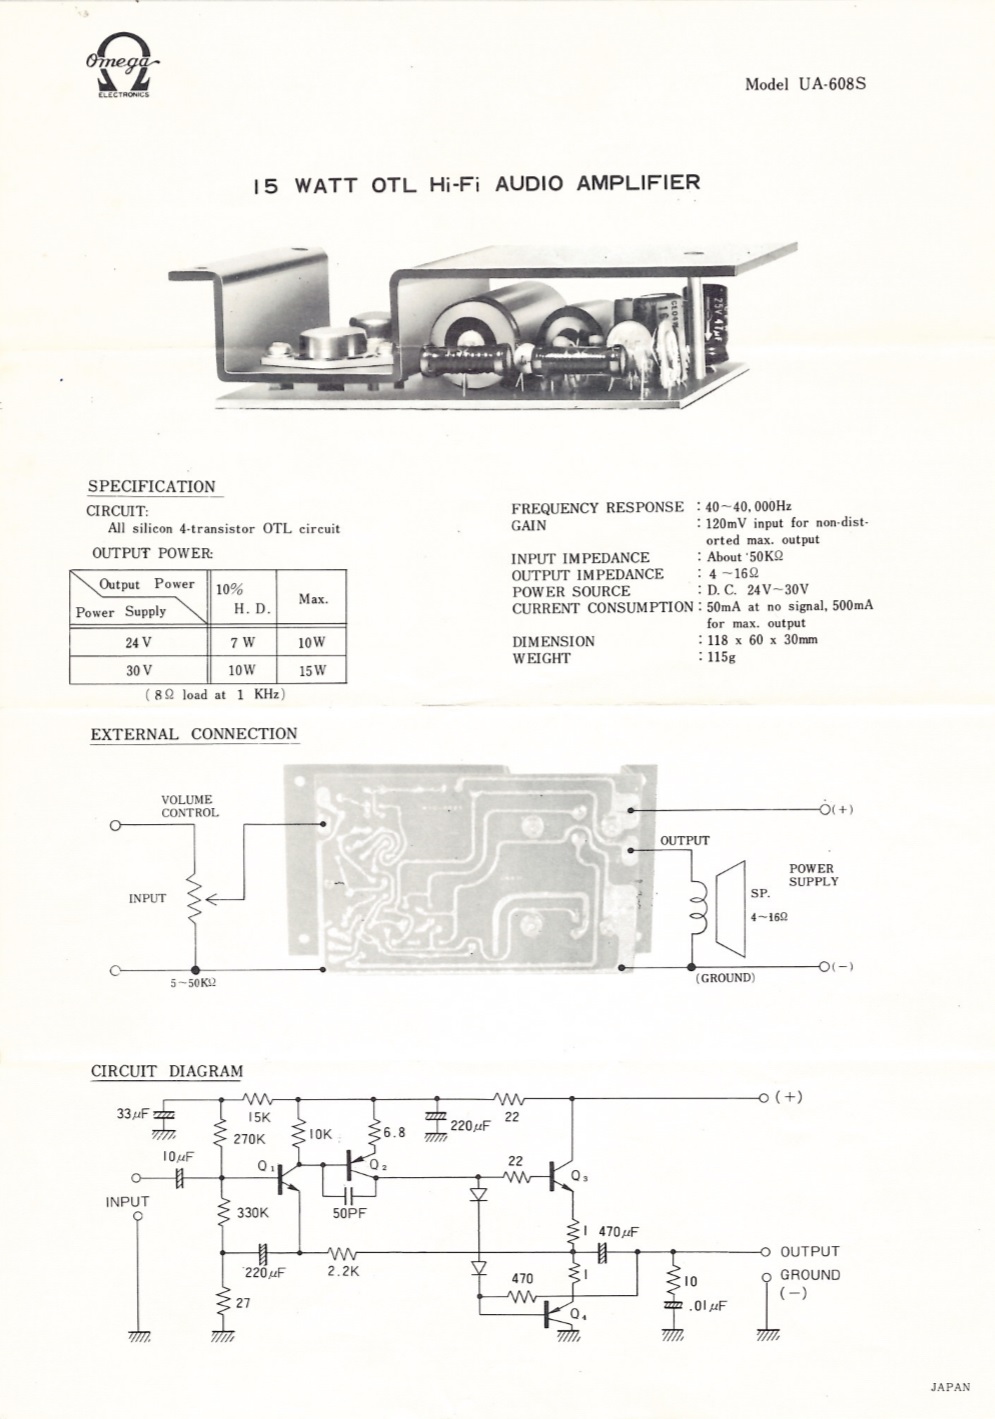 Omega
ELECTRONICS
Model UA-608S
15 WATT OTL Hi-Fi AUDIO AMPLIFIER
25V 47μF
SPECIFICATION
CIRCUIT:
All silicon 4-transistor OTL circuit
OUTPUT POWER:
Output Power
Power Supply
10%
H. D.
Max.
24 V
7 W
10W
30 V
10W
15W
(8Ω load at 1 KHz)
FREQUENCY RESPONSE : 40~40,000Hz
GAIN : 120mV input for non-dist-
orted max. output
INPUT IMPEDANCE : About 50KΩ
OUTPUT IMPEDANCE : 4 ~16Ω
POWER SOURCE : D. C. 24V~30V
CURRENT CONSUMPTION : 50mA at no signal, 500mA
for max. output
DIMENSION : 118 x 60 x 30mm
WEIGHT : 115g
EXTERNAL CONNECTION
VOLUME
CONTROL
INPUT
5~50KΩ
OUTPUT
(+)
POWER
SUPPLY
SP.
4~16Ω
(GROUND)
(-)
CIRCUIT DIAGRAM
33μF
15K
270K
10K
6.8
220μF
22
(+)
10μF
Q1
Q2
22
Q3
INPUT
330K
50PF
1
470μF
220μF
2.2K
OUTPUT
470
1
10
GROUND
(-)
27
Q4
.01μF
JAPAN